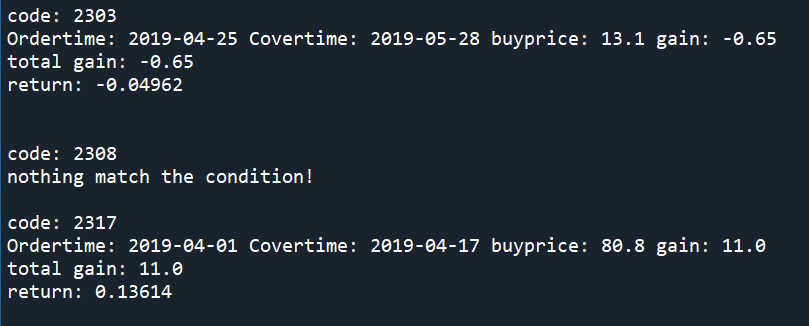 code: 2303
Ordertime: 2019-04-25 Covertime: 2019-05-28 buyprice: 13.1 gain: -0.65
total gain: -0.65
return: -0.04962
code: 2308
nothing match the condition!
code: 2317
Ordertime: 2019-04-01 Covertime: 2019-04-17 buyprice: 80.8 gain: 11.0
total gain: 11.0
return: 0.13614